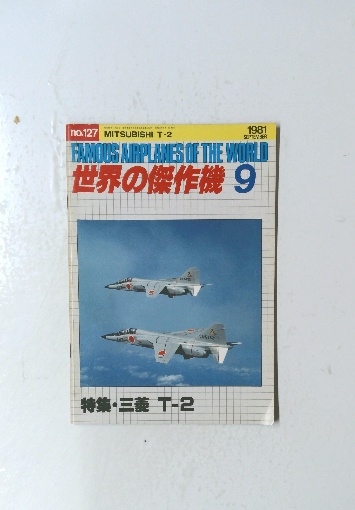 no.127
MITSUBISHI T-2
1981
SEPTEMBER
FAMOUS AIRPLANES OF THE WORLD
世界の傑作機 9
特集・三菱 T-2